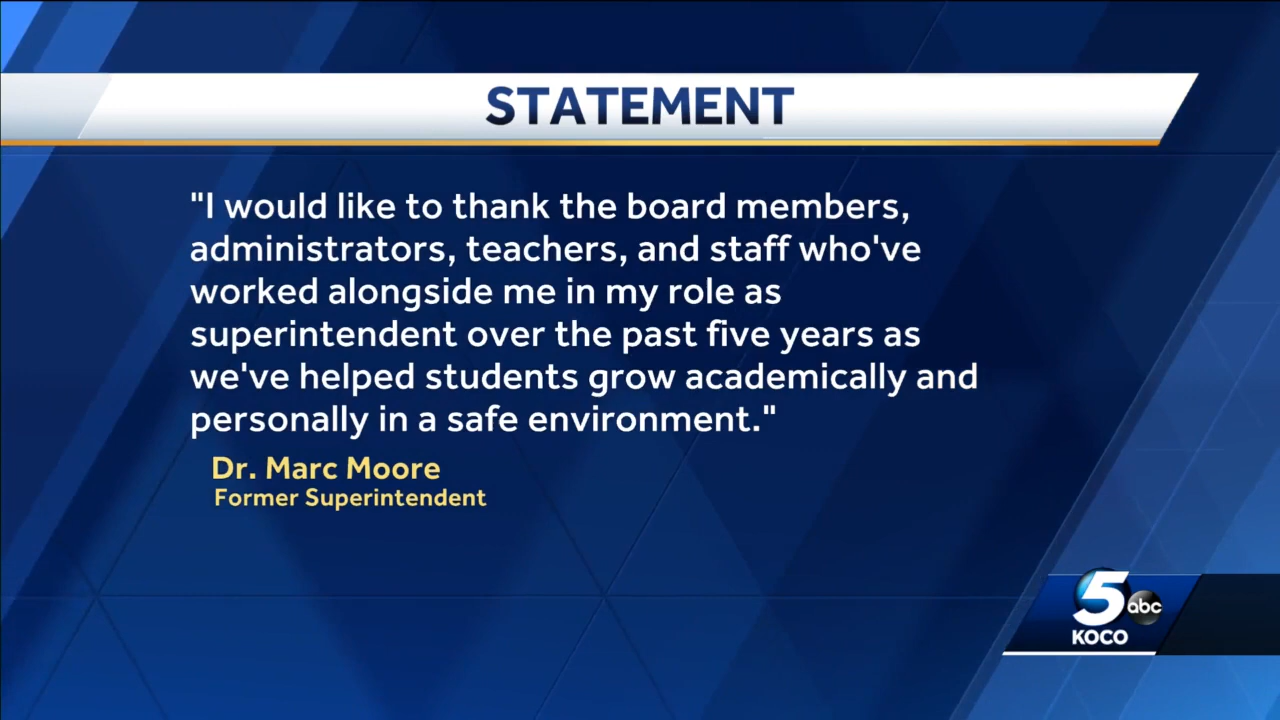 STATEMENT
"I would like to thank the board members,
administrators, teachers, and staff who've
worked alongside me in my role as
superintendent over the past five years as
we've helped students grow academically and
personally in a safe environment."
Dr. Marc Moore
Former Superintendent
5 abc
KOCO